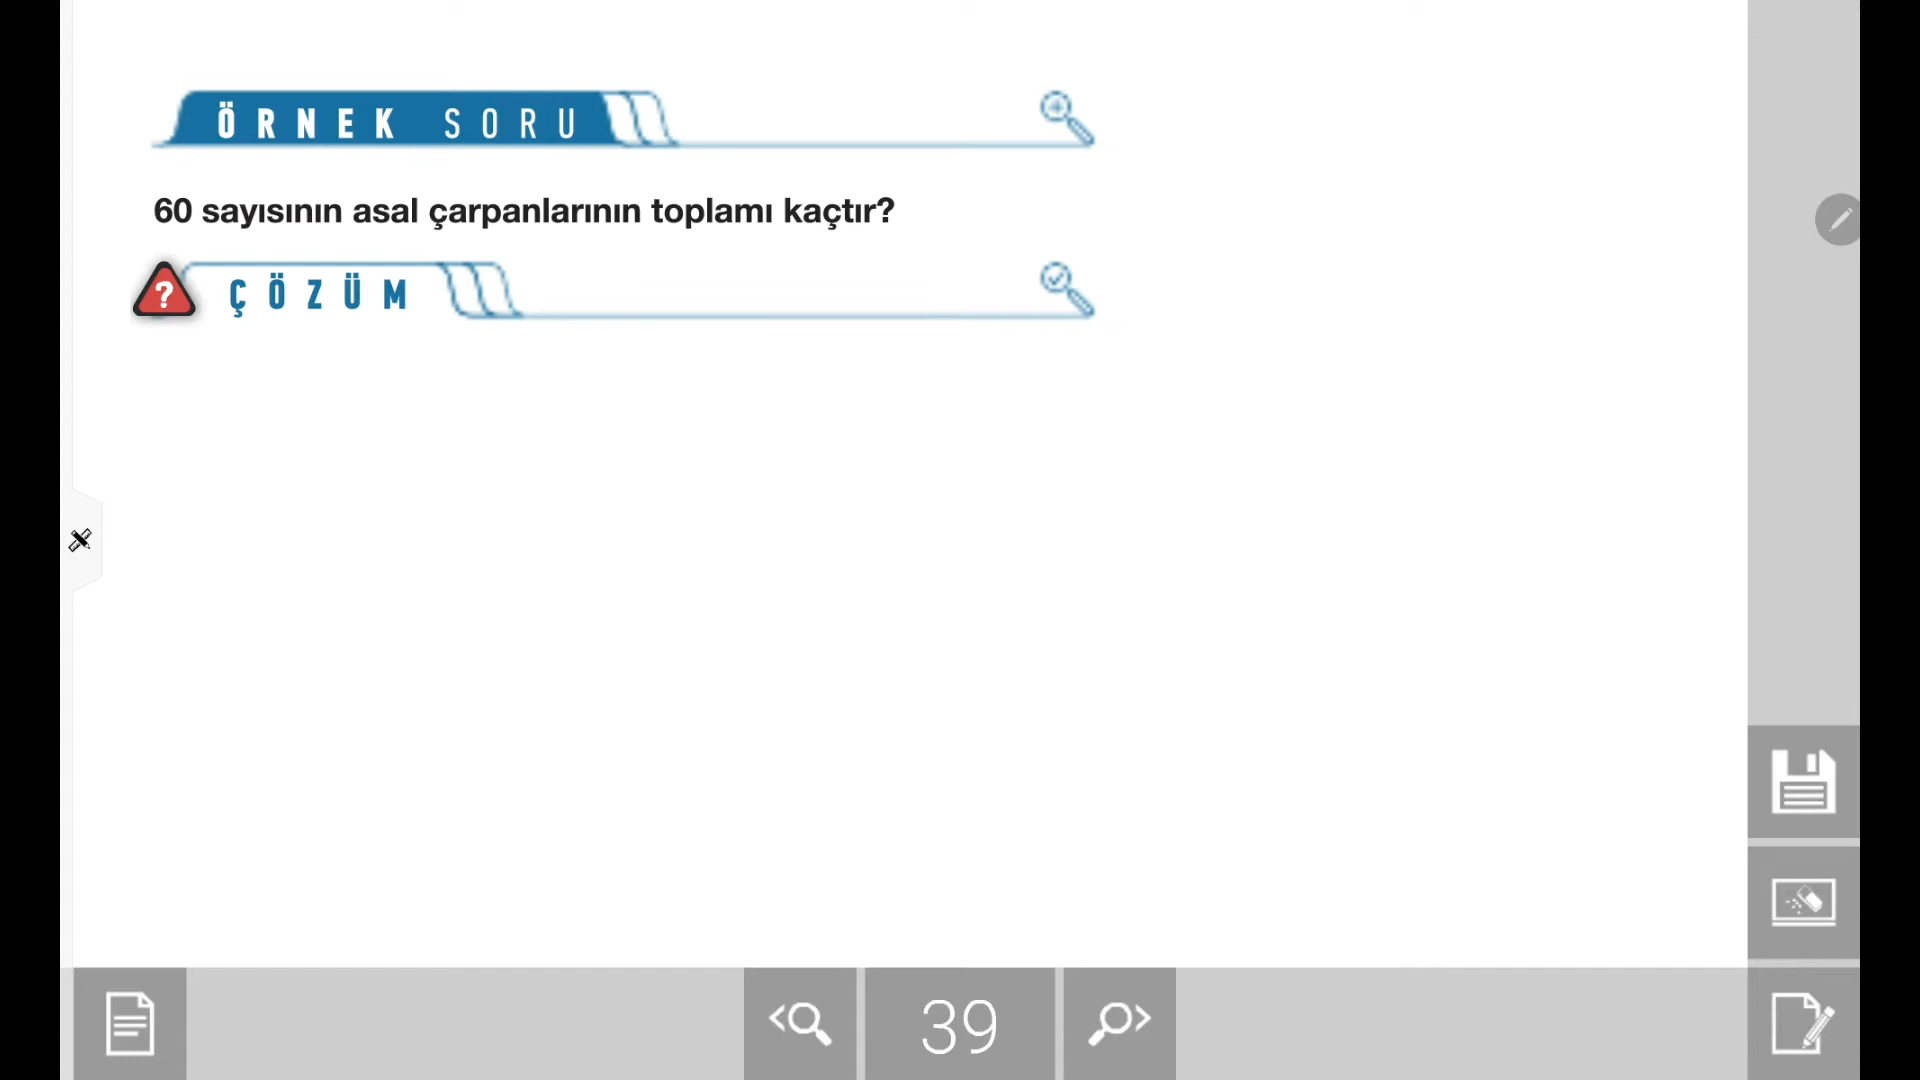 ÖRNEK SORU
60 sayısının asal çarpanlarının toplamı kaçtır?
?
ÇÖZÜM
39